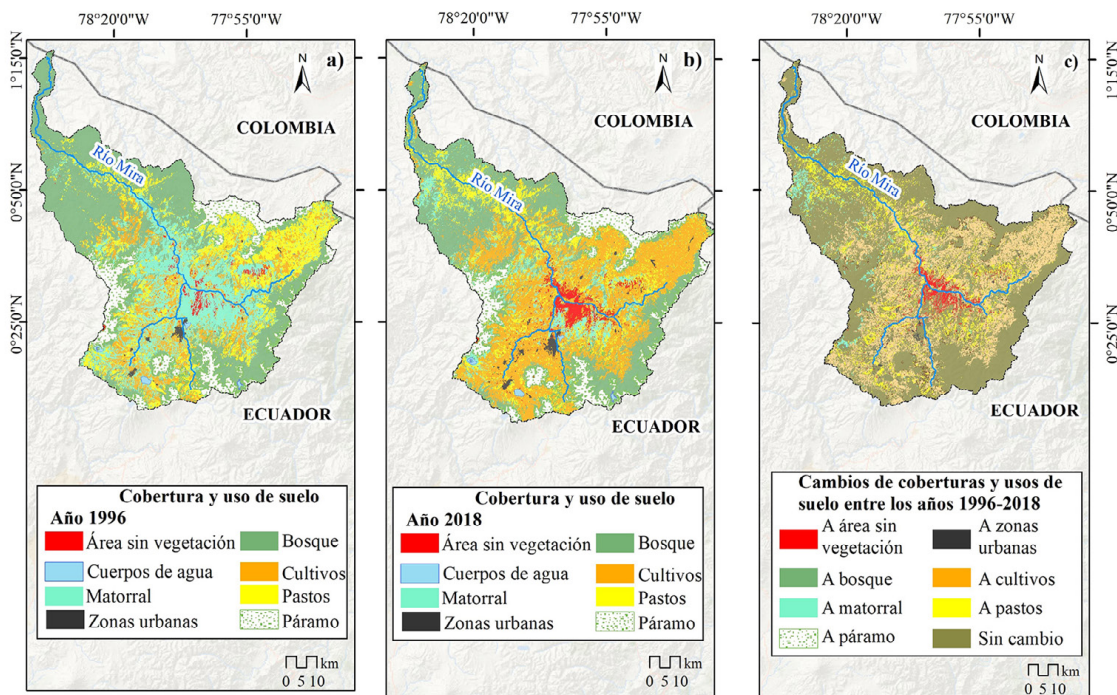 78°20'0"W
77°55'0"W
1°15'0"N
0°50'0"N
0°25'0"N
N
a)
COLOMBIA
Río Mira
ECUADOR
Cobertura y uso de suelo
Año 1996
Área sin vegetación
Bosque
Cuerpos de agua
Cultivos
Matorral
Pastos
Zonas urbanas
Páramo
km
0 5 10
78°20'0"W
77°55'0"W
N
b)
COLOMBIA
Río Mira
ECUADOR
Cobertura y uso de suelo
Año 2018
Área sin vegetación
Bosque
Cuerpos de agua
Cultivos
Matorral
Pastos
Zonas urbanas
Páramo
km
0 5 10
78°20'0"W
77°55'0"W
1°15'0"N
0°50'0"N
0°25'0"N
N
c)
COLOMBIA
Río Mira
ECUADOR
Cambios de coberturas y usos de
suelo entre los años 1996-2018
A área sin
vegetación
A zonas
urbanas
A bosque
A cultivos
A matorral
A pastos
A páramo
Sin cambio
km
0 5 10